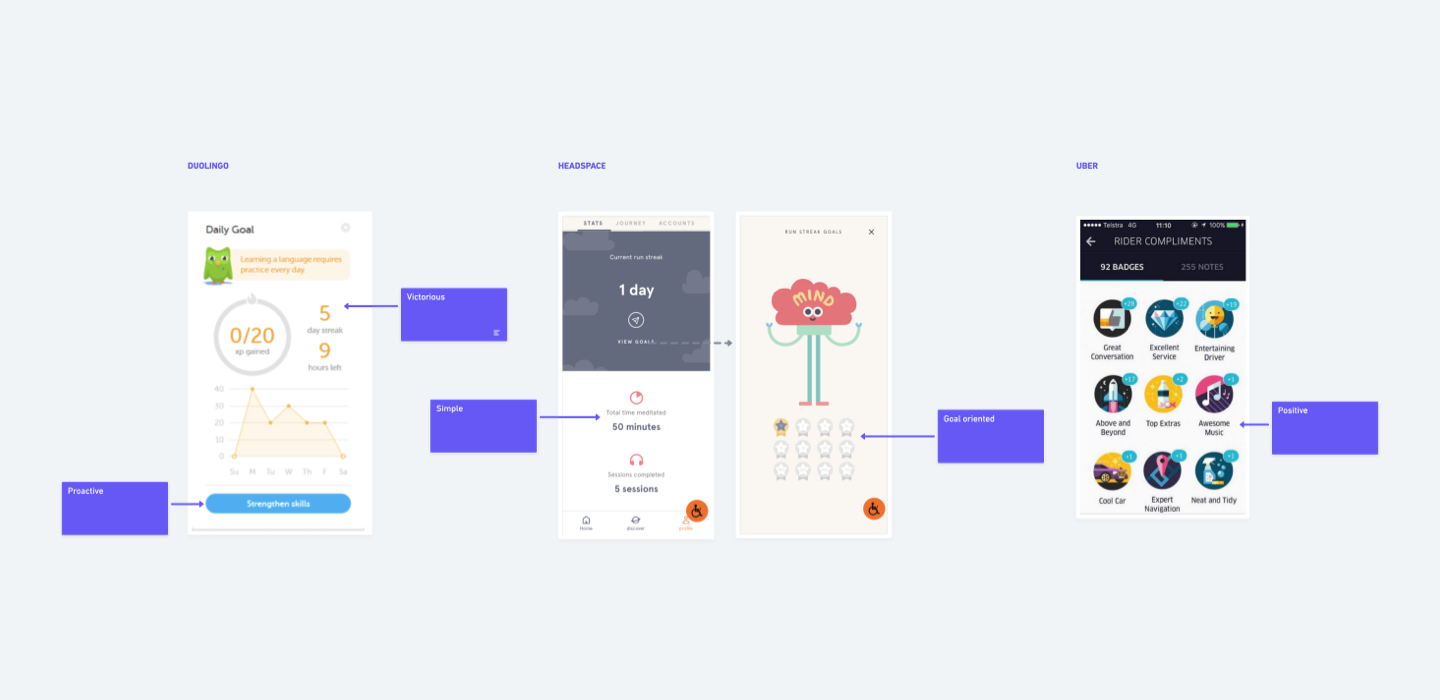 DUOLINGO
Daily Goal
Learning a language requires
practice every day
0/20
xp gained
5
day streak
9
hours left
40
30
20
10
0
Su M Tu W Th F Sa
Strengthen skills
Victorious
Proactive
HEADSPACE
STATS JOURNEY ACCOUNTS
Current run streak
1 day
VIEW GOALS
Total time meditated
50 minutes
Sessions completed
5 sessions
Home discover profile
Simple
RUN STREAK GOALS
MIND
Goal oriented
UBER
Telstra 4G 11:10 100%
RIDER COMPLIMENTS
92 BADGES 255 NOTES
+28 +22 +19
Great
Conversation
Excellent
Service
Entertaining
Driver
+17 +2 +1
Above and
Beyond
Top Extras
Awesome
Music
+1 +1 +1
Cool Car
Expert
Navigation
Neat and Tidy
Positive